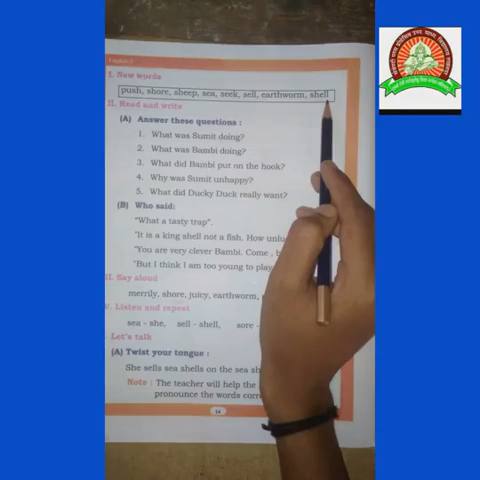 I. New words
push, shore, sheep, sea, seek, sell, earthworm, shell
II. Read and write
(A) Answer these questions :
1. What was Sumit doing?
2. What was Bambi doing?
3. What did Bambi put on the hook?
4. Why was Sumit unhappy?
5. What did Ducky Duck really want?
(B) Who said:
"What a tasty trap".
"It is a king shell not a fish. How
"You are very clever Bambi. Come ,
"But I think I am too young to play
II. Say aloud
merrily, shore, juicy, earthworm,
V. Listen and repeat
sea - she, sell - shell, sore -
. Let's talk
(A) Twist your tongue :
She sells sea shells on the sea
Note : The teacher will help the
pronounce the words
14